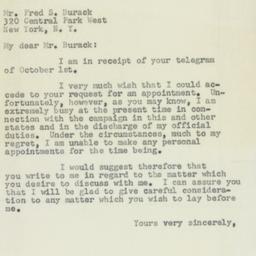 Mr. Fred S. Burack
320 Central Park West
New York, N. Y.
My dear Mr. Burack:
I am in receipt of your telegram
of October 1st.
I very much wish that I could ac-
cede to your request for an appointment. Un-
fortunately, however, as you may know, I am
extremely busy at the present time in con-
nection with the campaign in this and other
states and in the discharge of my official
duties. Under the circumstances, much to my
regret, I am unable to make any personal
appointments for the time being.
I would suggest therefore that
you write to me in regard to the matter which
you desire to discuss with me. I can assure you
that I will be glad to give careful considera-
tion to any matter which you wish to lay before
me.
Yours very sincerely,